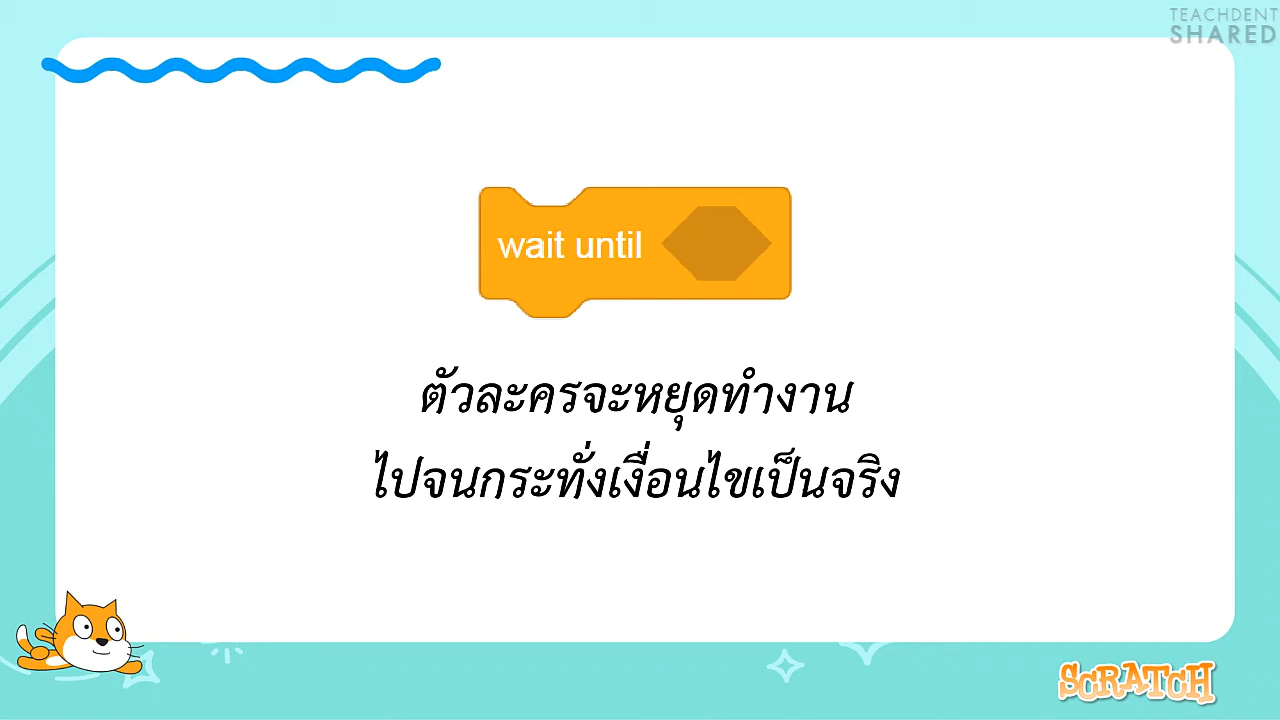 TEACHDENT
SHARED
wait until
ตัวละครจะหยุดทำงาน
ไปจนกระทั่งเงื่อนไขเป็นจริง
SCRATCH